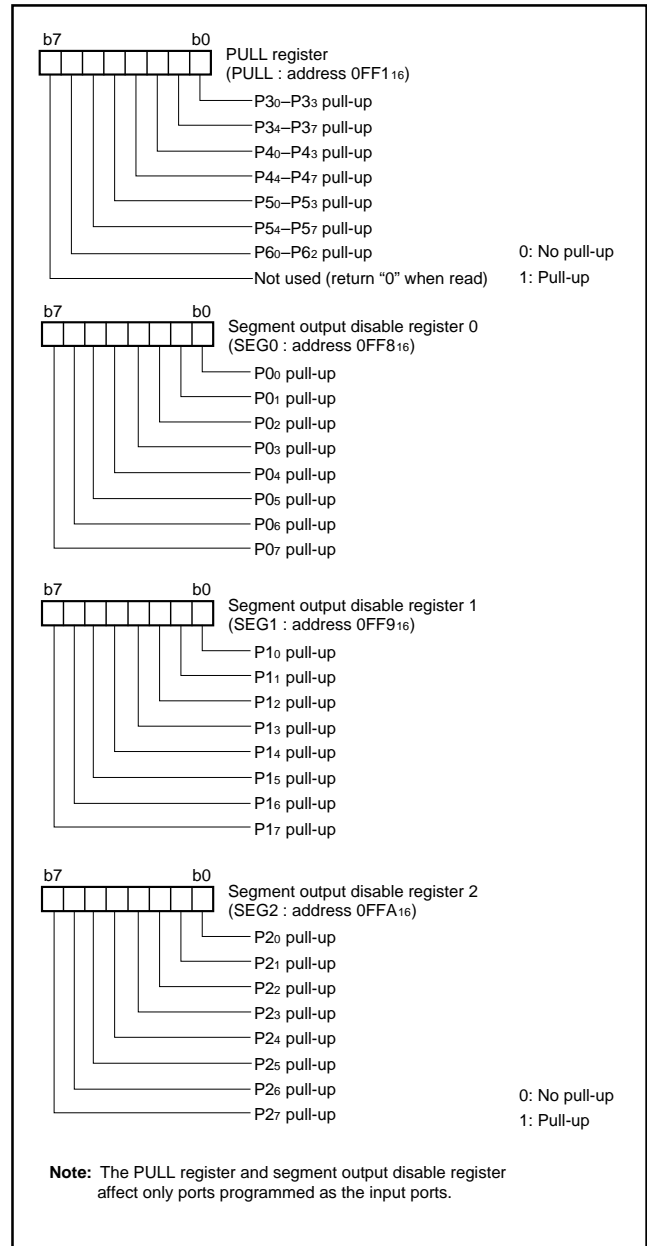 b7 b0
PULL register
(PULL : address 0FF1₁₆)
P3₀–P3₃ pull-up
P3₄–P3₇ pull-up
P4₀–P4₃ pull-up
P4₄–P4₇ pull-up
P5₀–P5₃ pull-up
P5₄–P5₇ pull-up
P6₀–P6₂ pull-up
Not used (return “0” when read)
0: No pull-up
1: Pull-up
b7 b0
Segment output disable register 0
(SEG0 : address 0FF8₁₆)
P0₀ pull-up
P0₁ pull-up
P0₂ pull-up
P0₃ pull-up
P0₄ pull-up
P0₅ pull-up
P0₆ pull-up
P0₇ pull-up
b7 b0
Segment output disable register 1
(SEG1 : address 0FF9₁₆)
P1₀ pull-up
P1₁ pull-up
P1₂ pull-up
P1₃ pull-up
P1₄ pull-up
P1₅ pull-up
P1₆ pull-up
P1₇ pull-up
b7 b0
Segment output disable register 2
(SEG2 : address 0FFA₁₆)
P2₀ pull-up
P2₁ pull-up
P2₂ pull-up
P2₃ pull-up
P2₄ pull-up
P2₅ pull-up
P2₆ pull-up
P2₇ pull-up
0: No pull-up
1: Pull-up
Note: The PULL register and segment output disable register
affect only ports programmed as the input ports.